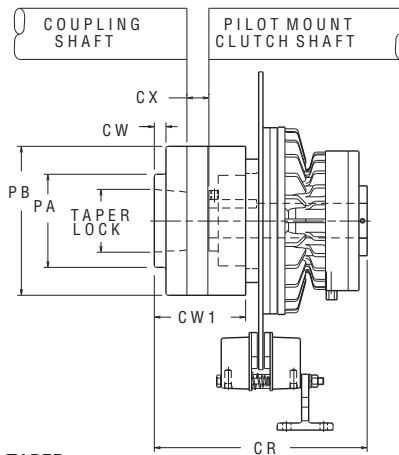 COUPLING
SHAFT
PILOT MOUNT
CLUTCH SHAFT
CX
CW
PB
PA
TAPER
LOCK
CW1
CR